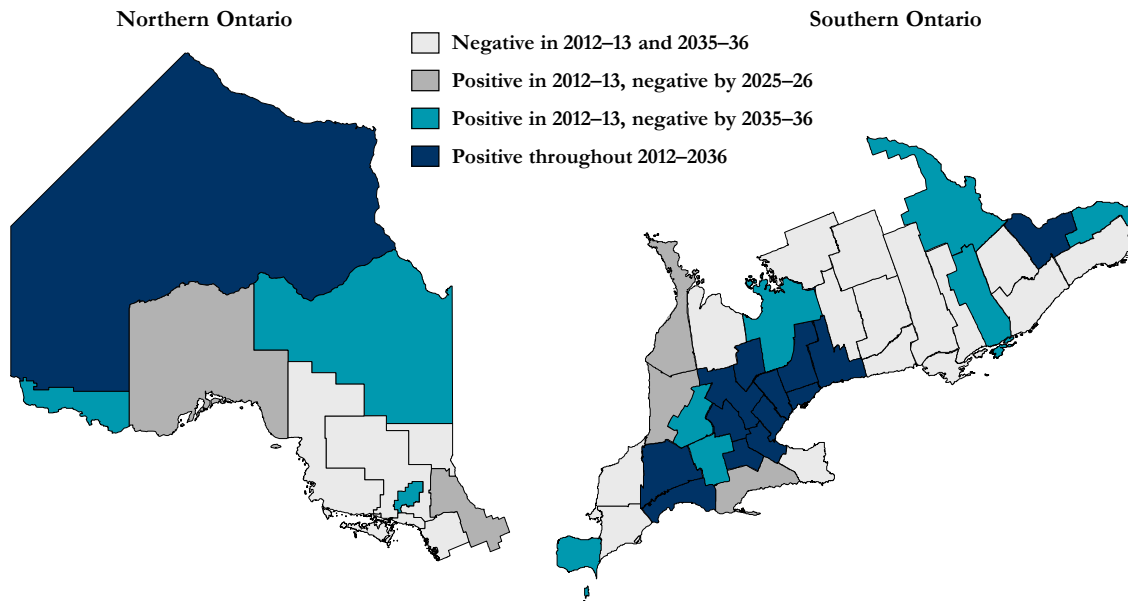 Northern Ontario
Southern Ontario
Negative in 2012–13 and 2035–36
Positive in 2012–13, negative by 2025–26
Positive in 2012–13, negative by 2035–36
Positive throughout 2012–2036